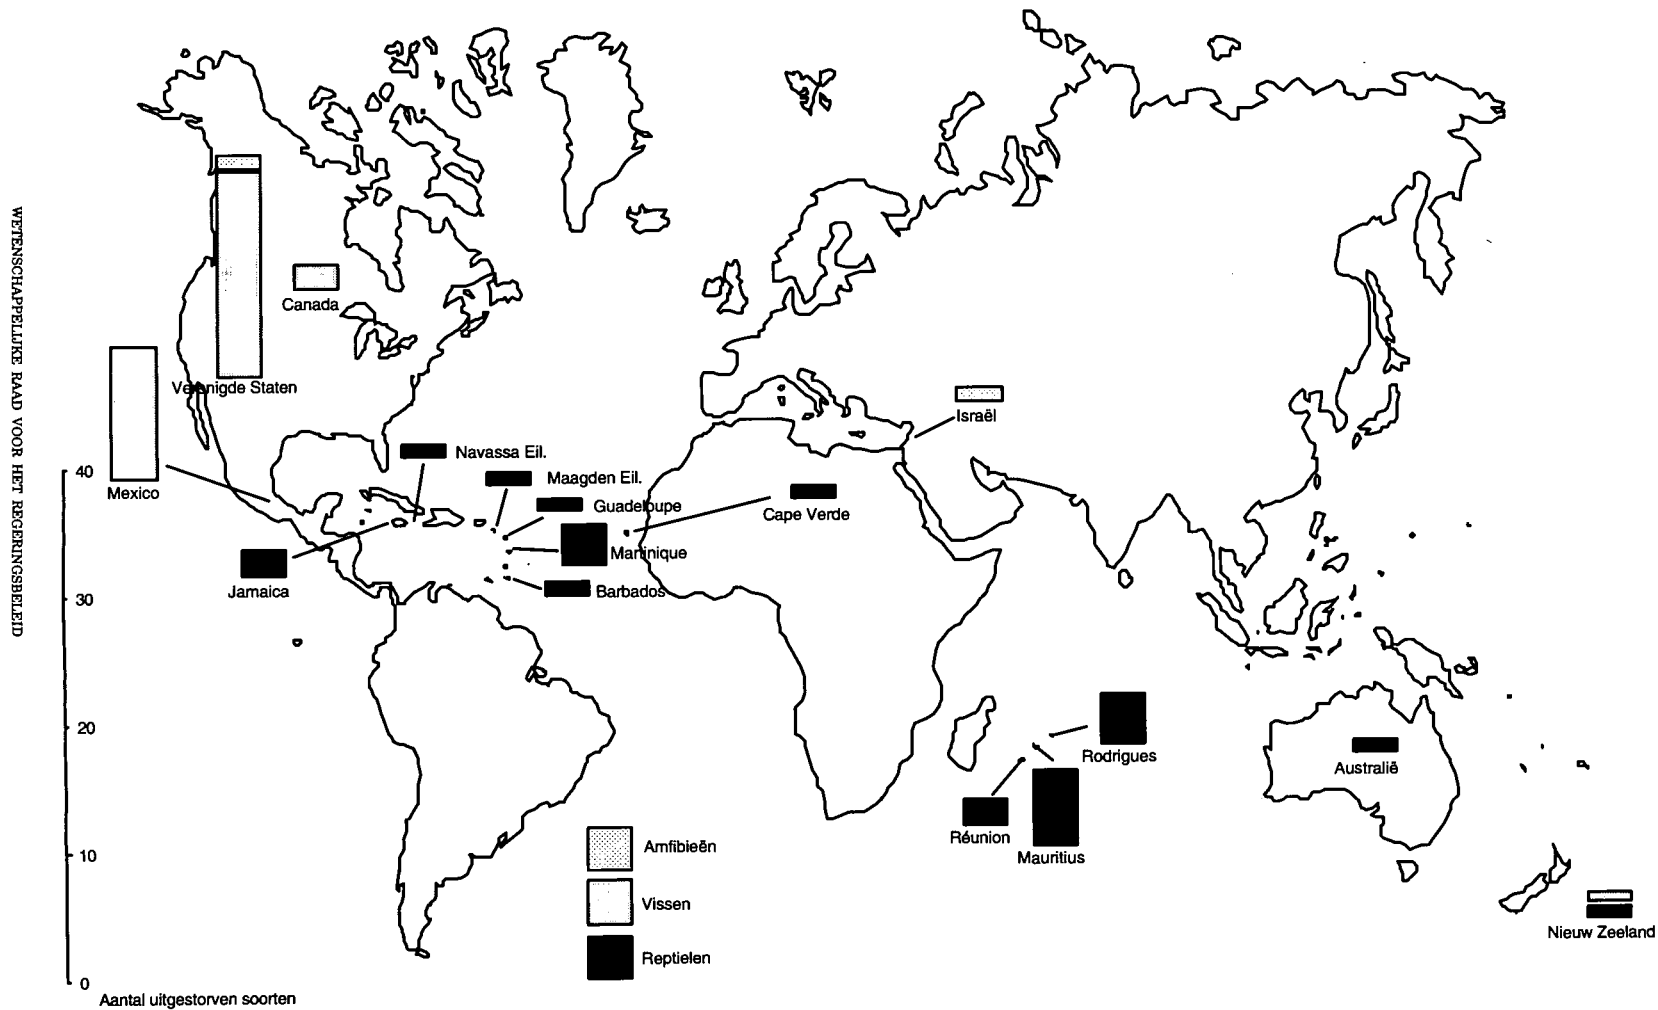 WETENSCHAPPELIJKE RAAD VOOR HET REGERINGSBELEID
Canada
Verenigde Staten
Mexico
Israël
Navassa Eil.
Maagden Eil.
Guadeloupe
Cape Verde
Martinique
Jamaica
Barbados
40
30
20
10
0
Rodrigues
Australië
Réunion
Mauritius
Amfibieën
Vissen
Reptielen
Nieuw Zeeland
Aantal uitgestorven soorten